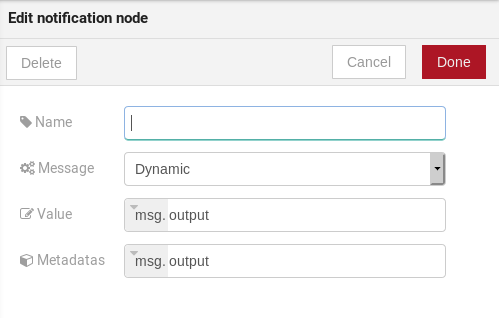 Edit notification node
Delete Cancel Done
Name
Message Dynamic
Value msg. output
Metadatas msg. output